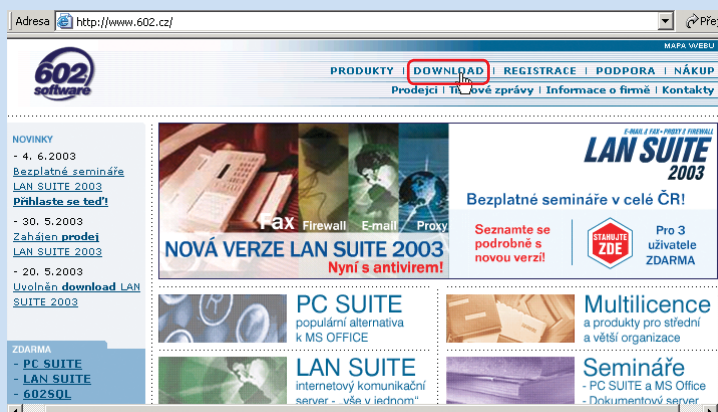 Adresa http://www.602.cz/ Přej
MAPA WEBU
602 software
PRODUKTY | DOWNLOAD | REGISTRACE | PODPORA | NÁKUP
Prodejci | Tiskové zprávy | Informace o firmě | Kontakty
NOVINKY
- 4. 6.2003
Bezplatné semináře
LAN SUITE 2003
Přihlaste se teď!
- 30. 5.2003
Zahájen prodej
LAN SUITE 2003
- 20. 5.2003
Uvolněn download LAN
SUITE 2003
ZDARMA
- PC SUITE
- LAN SUITE
- 602SQL
Fax Firewall E-mail Proxy
NOVÁ VERZE LAN SUITE 2003
Nyní s antivirem!
E-MAIL & FAX • PROXY & FIREWALL
LAN SUITE
2003
Bezplatné semináře v celé ČR!
Seznamte se
podrobně s
novou verzí!
STAHUJTE
ZDE
Pro 3
uživatele
ZDARMA
PC SUITE
populární alternativa
k MS OFFICE
Multilicence
a produkty pro střední
a větší organizace
LAN SUITE
internetový komunikační
server - „vše v jednom"
Semináře
- PC SUITE a MS Office
- Dokumentový server